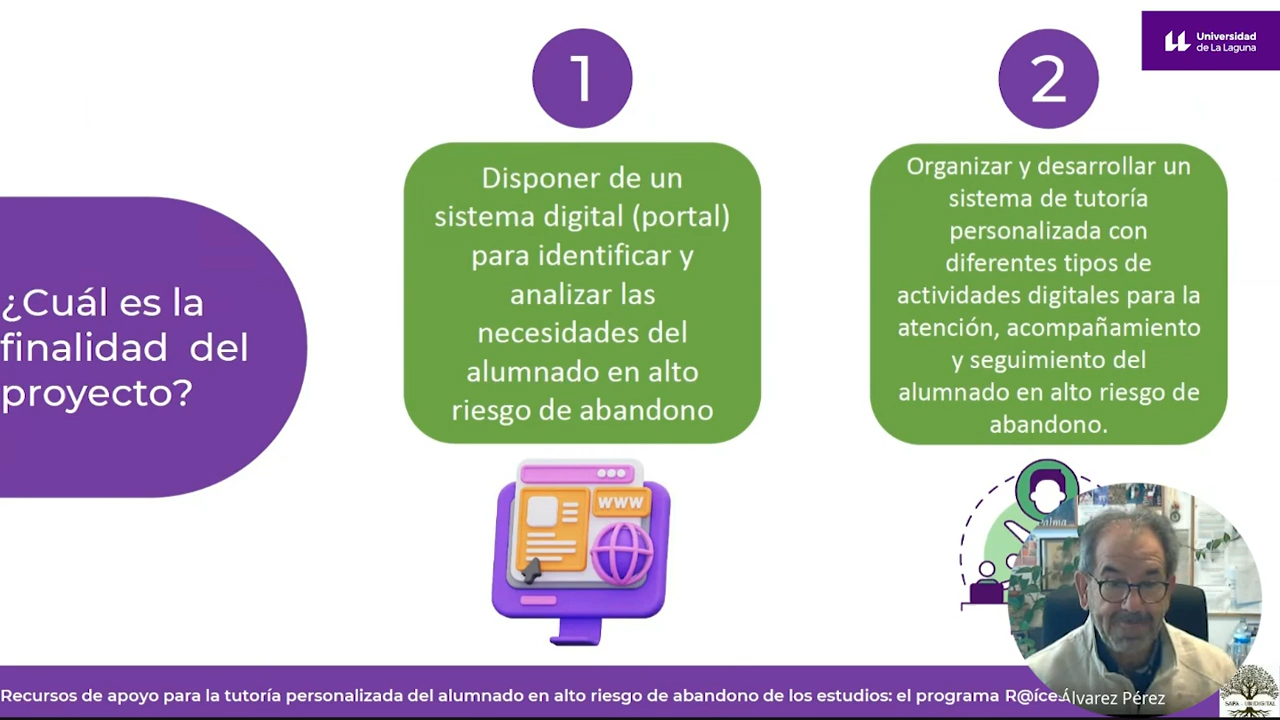 Universidad
de La Laguna
1
2
¿Cuál es la
finalidad del
proyecto?
Disponer de un
sistema digital (portal)
para identificar y
analizar las
necesidades del
alumnado en alto
riesgo de abandono
Organizar y desarrollar un
sistema de tutoría
personalizada con
diferentes tipos de
actividades digitales para la
atención, acompañamiento
y seguimiento del
alumnado en alto riesgo de
abandono.
WWW
Recursos de apoyo para la tutoría personalizada del alumnado en alto riesgo de abandono de los estudios: el programa R@íces
Álvarez Pérez